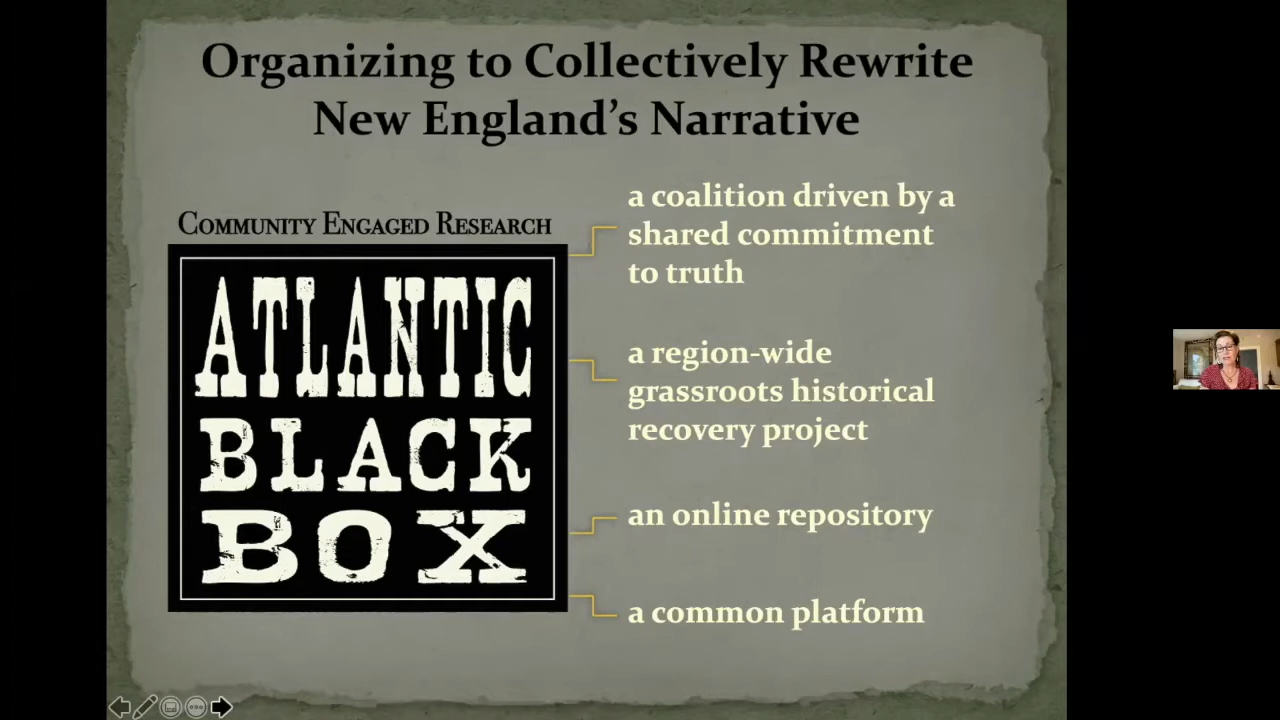 Organizing to Collectively Rewrite
New England’s Narrative
COMMUNITY ENGAGED RESEARCH
ATLANTIC
BLACK
BOX
a coalition driven by a
shared commitment
to truth
a region-wide
grassroots historical
recovery project
an online repository
a common platform